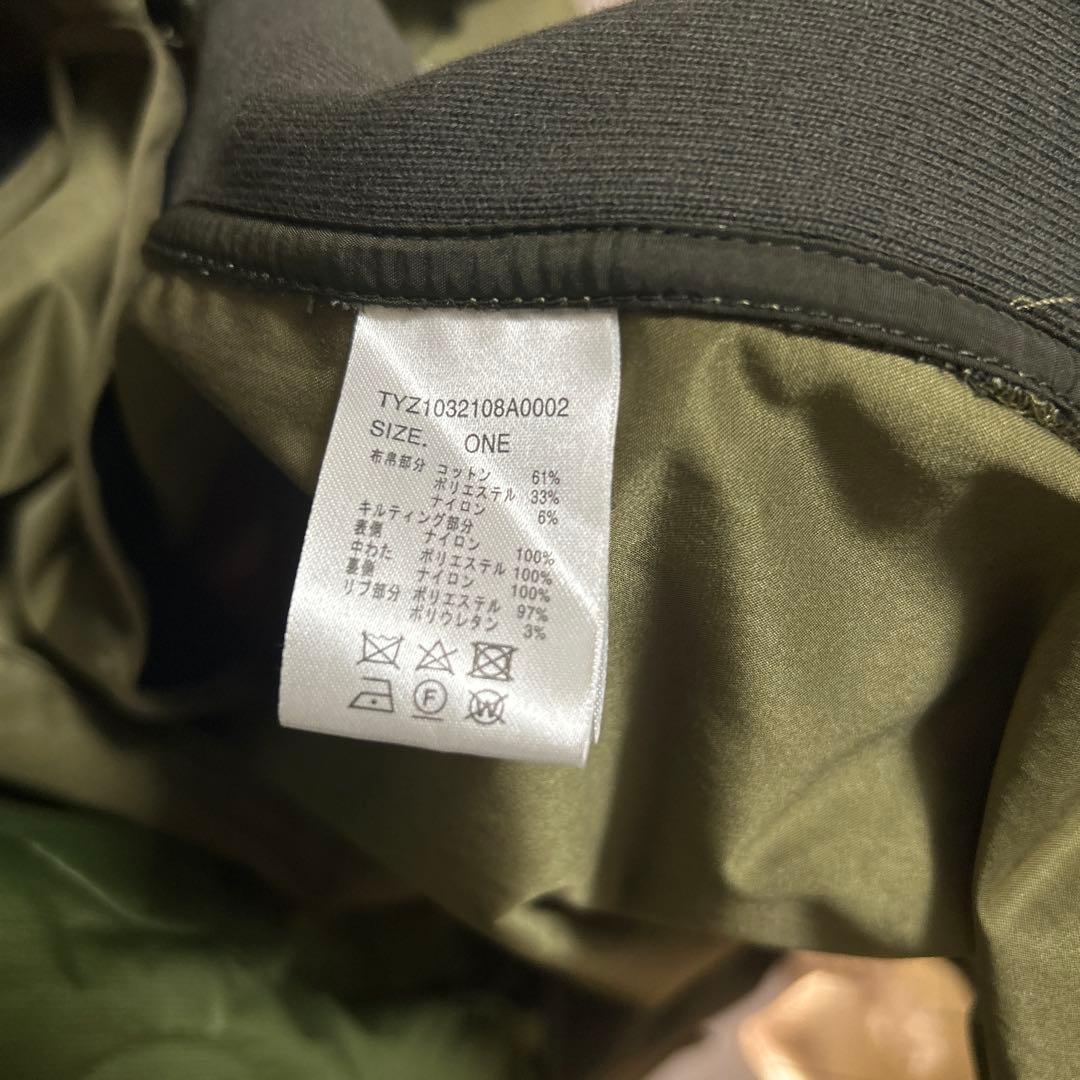 TYZ1032108A0002
SIZE. ONE
布帛部分 コットン 61%
ポリエステル 33%
ナイロン 6%
キルティング部分
表側 ナイロン 100%
中わた ポリエステル 100%
裏側 ナイロン 100%
リブ部分 ポリエステル 97%
ポリウレタン 3%
F W